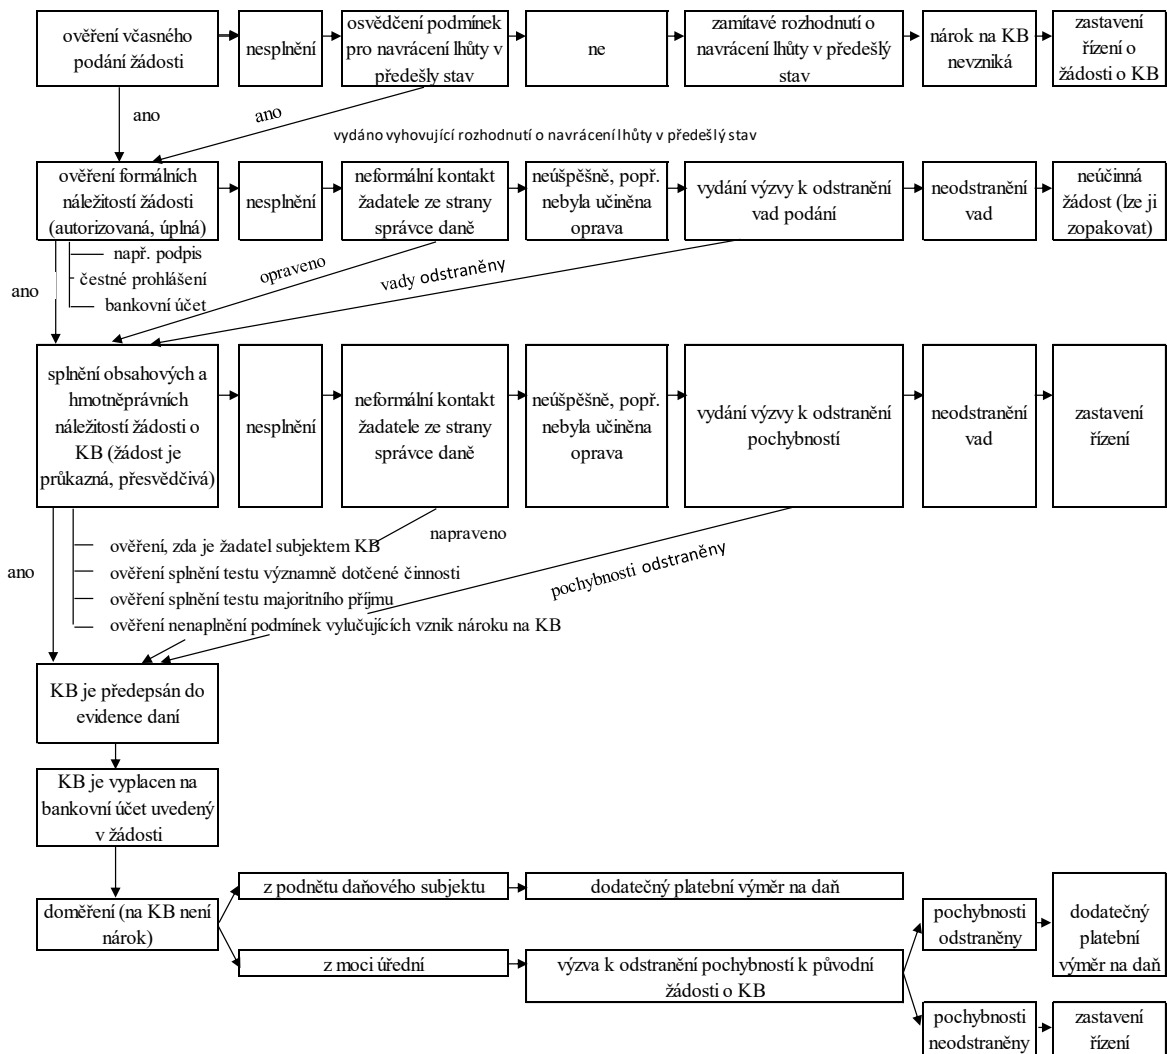 ověření včasného
podání žádosti
nesplnění
osvědčení podmínek
pro navrácení lhůty v
předešly stav
ne
zamítavé rozhodnutí o
navrácení lhůty v předešlý
stav
nárok na KB
nevzniká
zastavení
řízení o
žádosti o KB
ano
ano
vydáno vyhovující rozhodnutí o navrácení lhůty v předešlý stav
ověření formálních
náležitostí žádosti
(autorizovaná, úplná)
nesplnění
neformální kontakt
žadatele ze strany
správce daně
neúspěšně, popř.
nebyla učiněna
oprava
vydání výzvy k odstranění
vad podání
neodstranění
vad
neúčinná
žádost (lze ji
zopakovat)
např. podpis
čestné prohlášení
bankovní účet
ano
opraveno
vady odstraněny
splnění obsahových a
hmotněprávních
náležitostí žádosti o
KB (žádost je
průkazná, přesvědčivá)
nesplnění
neformální kontakt
žadatele ze strany
správce daně
neúspěšně, popř.
nebyla učiněna
oprava
vydání výzvy k odstranění
pochybností
neodstranění
vad
zastavení
řízení
ano
napraveno
pochybnosti odstraněny
ověření, zda je žadatel subjektem KB
ověření splnění testu významně dotčené činnosti
ověření splnění testu majoritního příjmu
ověření nenaplnění podmínek vylučujících vznik nároku na KB
KB je předepsán do
evidence daní
KB je vyplacen na
bankovní účet uvedený
v žádosti
doměření (na KB není
nárok)
z podnětu daňového subjektu
dodatečný platební výměr na daň
z moci úřední
výzva k odstranění pochybností k původní
žádosti o KB
pochybnosti
odstraněny
dodatečný
platební
výměr na daň
pochybnosti
neodstraněny
zastavení
řízení